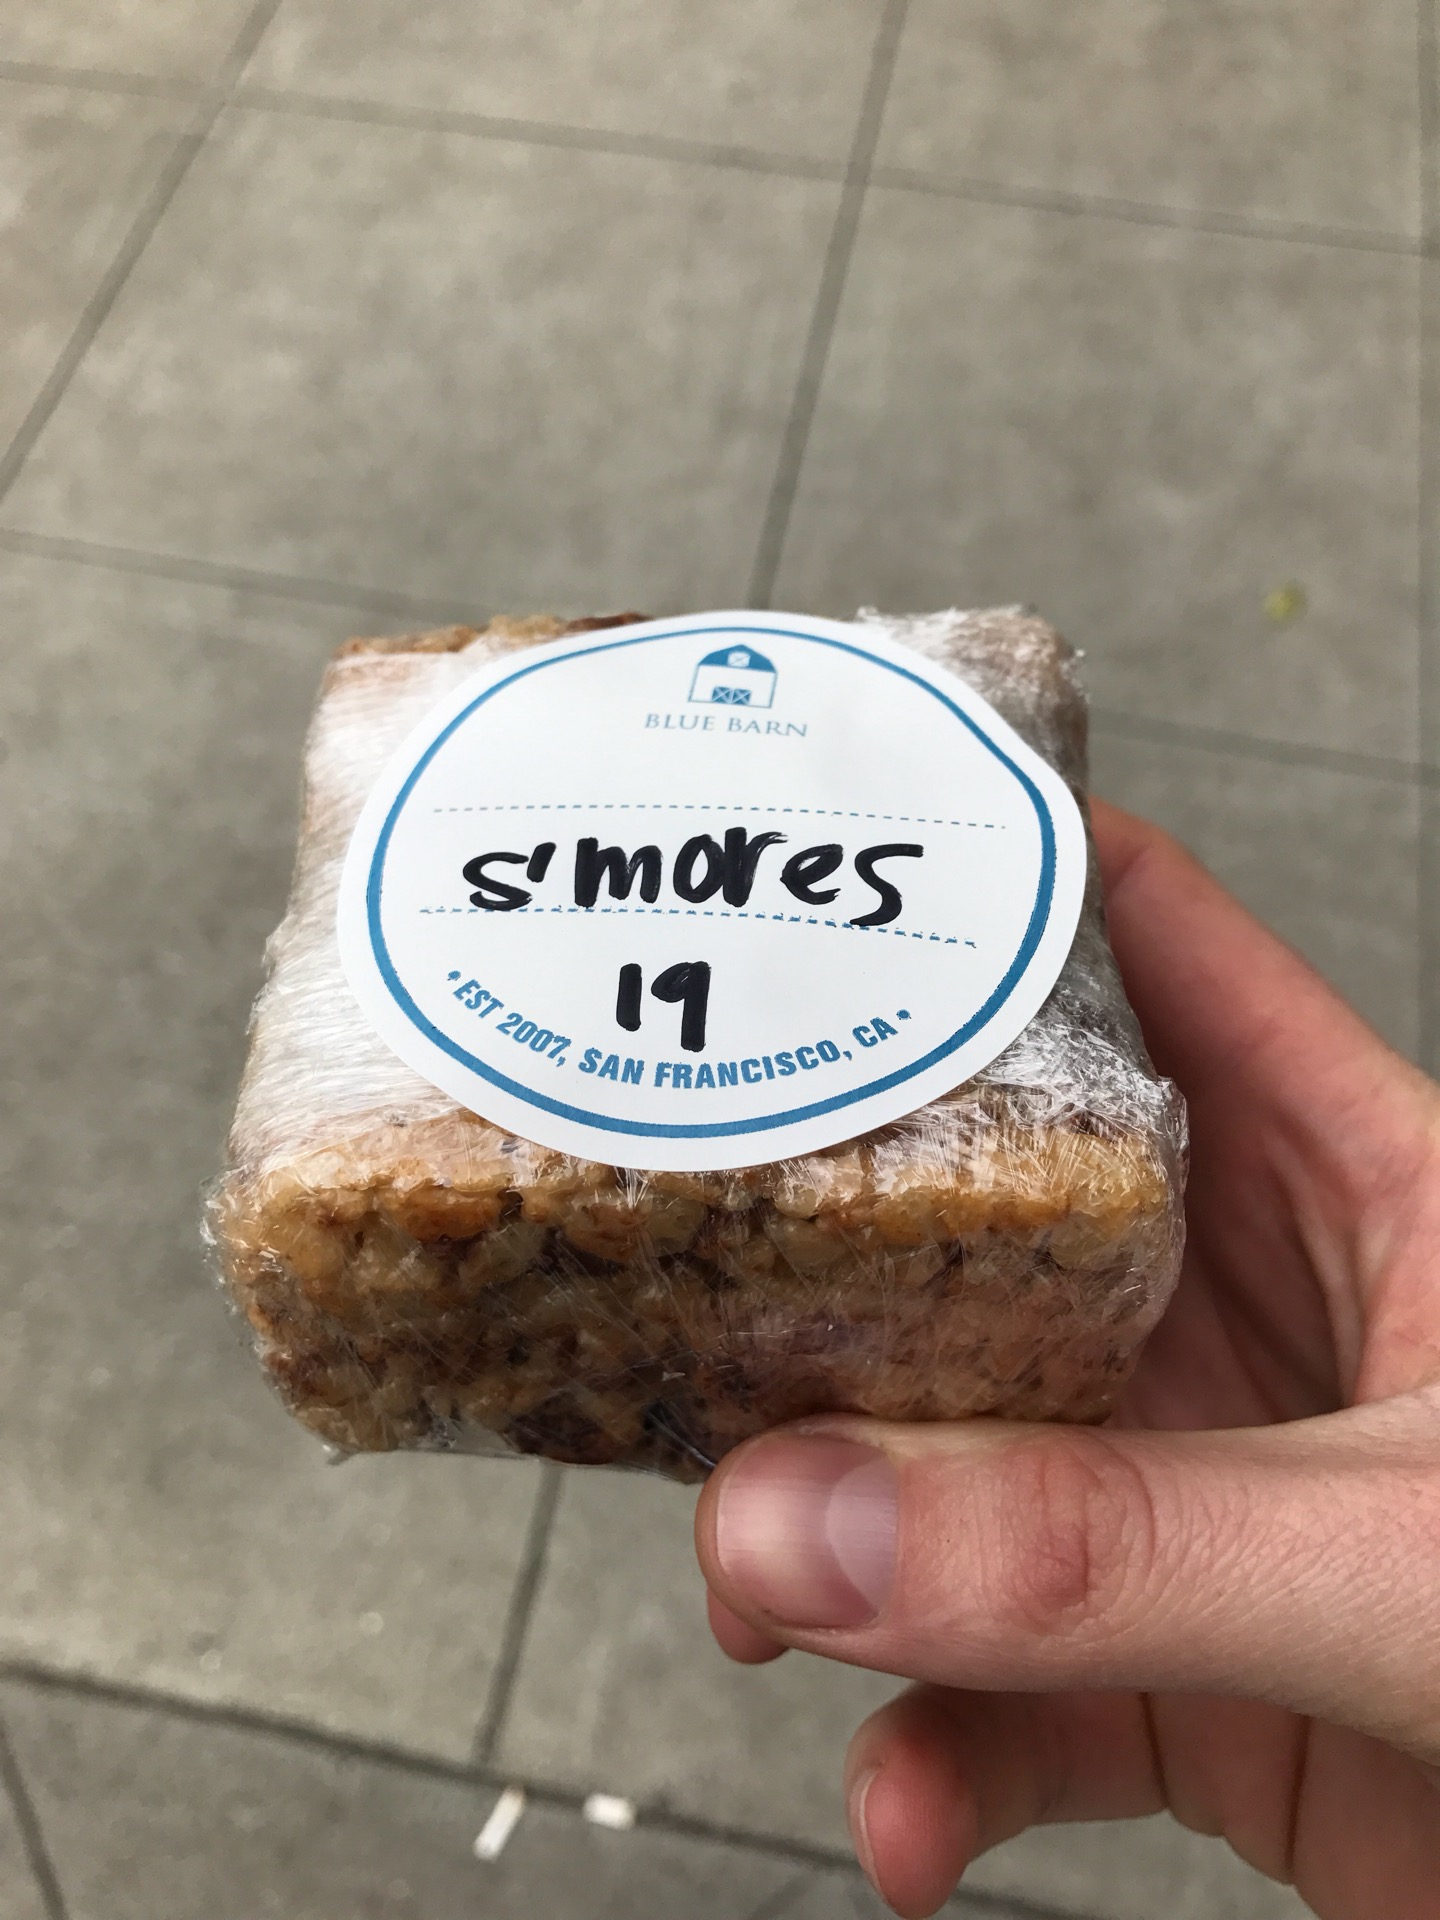 BLUE BARN
s'mores
19
• EST 2007, SAN FRANCISCO, CA •